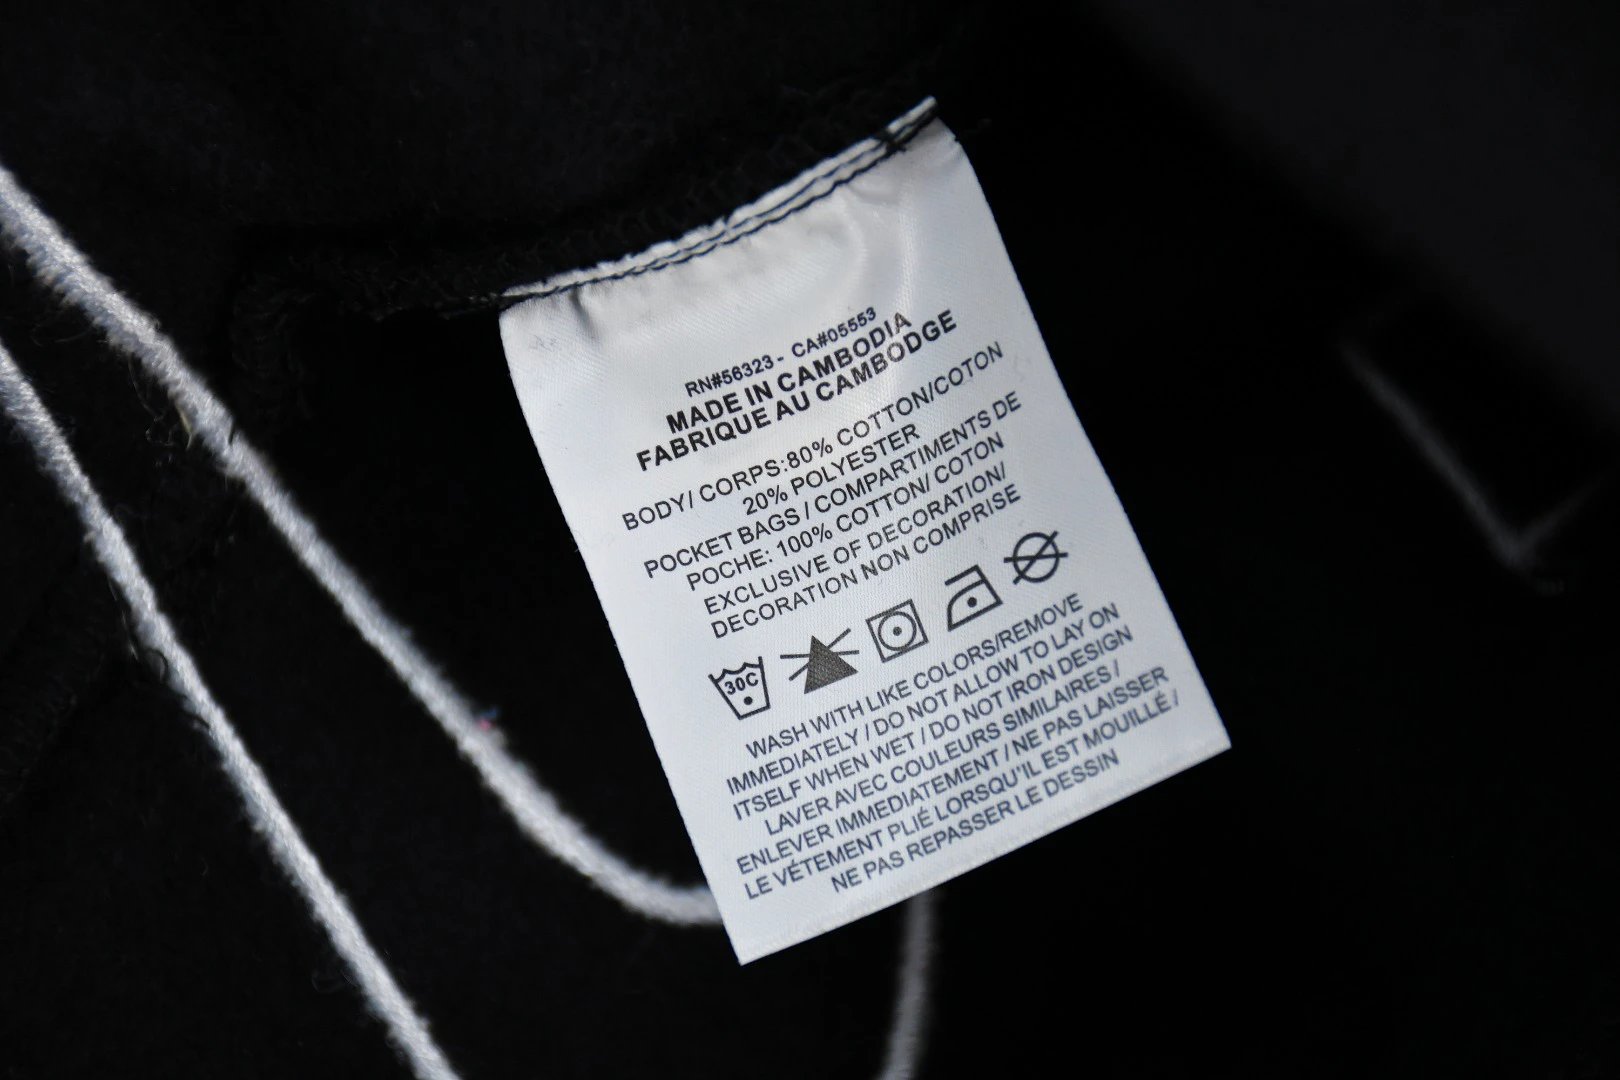 RN#56323 - CA#05553
MADE IN CAMBODIA
FABRIQUE AU CAMBODGE
BODY/ CORPS:80% COTTON/COTON
20% POLYESTER
POCKET BAGS / COMPARTIMENTS DE
POCHE: 100% COTTON/ COTON
EXCLUSIVE OF DECORATION/
DECORATION NON COMPRISE
30C
WASH WITH LIKE COLORS/REMOVE
IMMEDIATELY / DO NOT ALLOW TO LAY ON
ITSELF WHEN WET / DO NOT IRON DESIGN
LAVER AVEC COULEURS SIMILAIRES /
ENLEVER IMMEDIATEMENT / NE PAS LAISSER
LE VÉTEMENT PLIÉ LORSQU'IL EST MOUILLÉ /
NE PAS REPASSER LE DESSIN